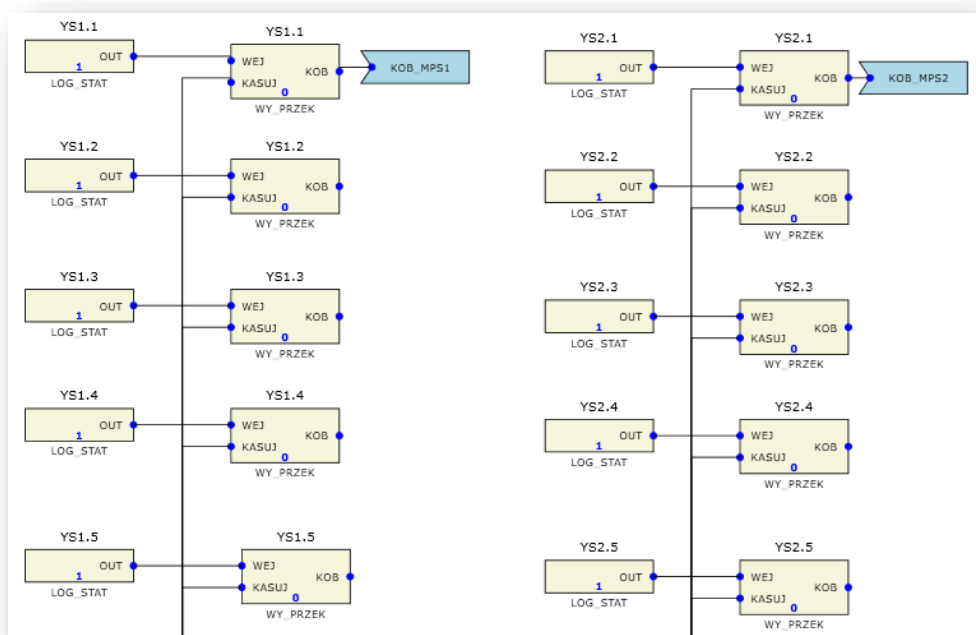 YS1.1
OUT
1
LOG_STAT
YS1.1
WEJ
KOB
KASUJ
0
WY_PRZEK
KOB_MPS1
YS2.1
OUT
1
LOG_STAT
YS2.1
WEJ
KOB
KASUJ
0
WY_PRZEK
KOB_MPS2
YS1.2
OUT
1
LOG_STAT
YS1.2
WEJ
KOB
KASUJ
0
WY_PRZEK
YS2.2
OUT
1
LOG_STAT
YS2.2
WEJ
KOB
KASUJ
0
WY_PRZEK
YS1.3
OUT
1
LOG_STAT
YS1.3
WEJ
KOB
KASUJ
0
WY_PRZEK
YS2.3
OUT
1
LOG_STAT
YS2.3
WEJ
KOB
KASUJ
0
WY_PRZEK
YS1.4
OUT
1
LOG_STAT
YS1.4
WEJ
KOB
KASUJ
0
WY_PRZEK
YS2.4
OUT
1
LOG_STAT
YS2.4
WEJ
KOB
KASUJ
0
WY_PRZEK
YS1.5
OUT
1
LOG_STAT
YS1.5
WEJ
KOB
KASUJ
0
WY_PRZEK
YS2.5
OUT
1
LOG_STAT
YS2.5
WEJ
KOB
KASUJ
0
WY_PRZEK